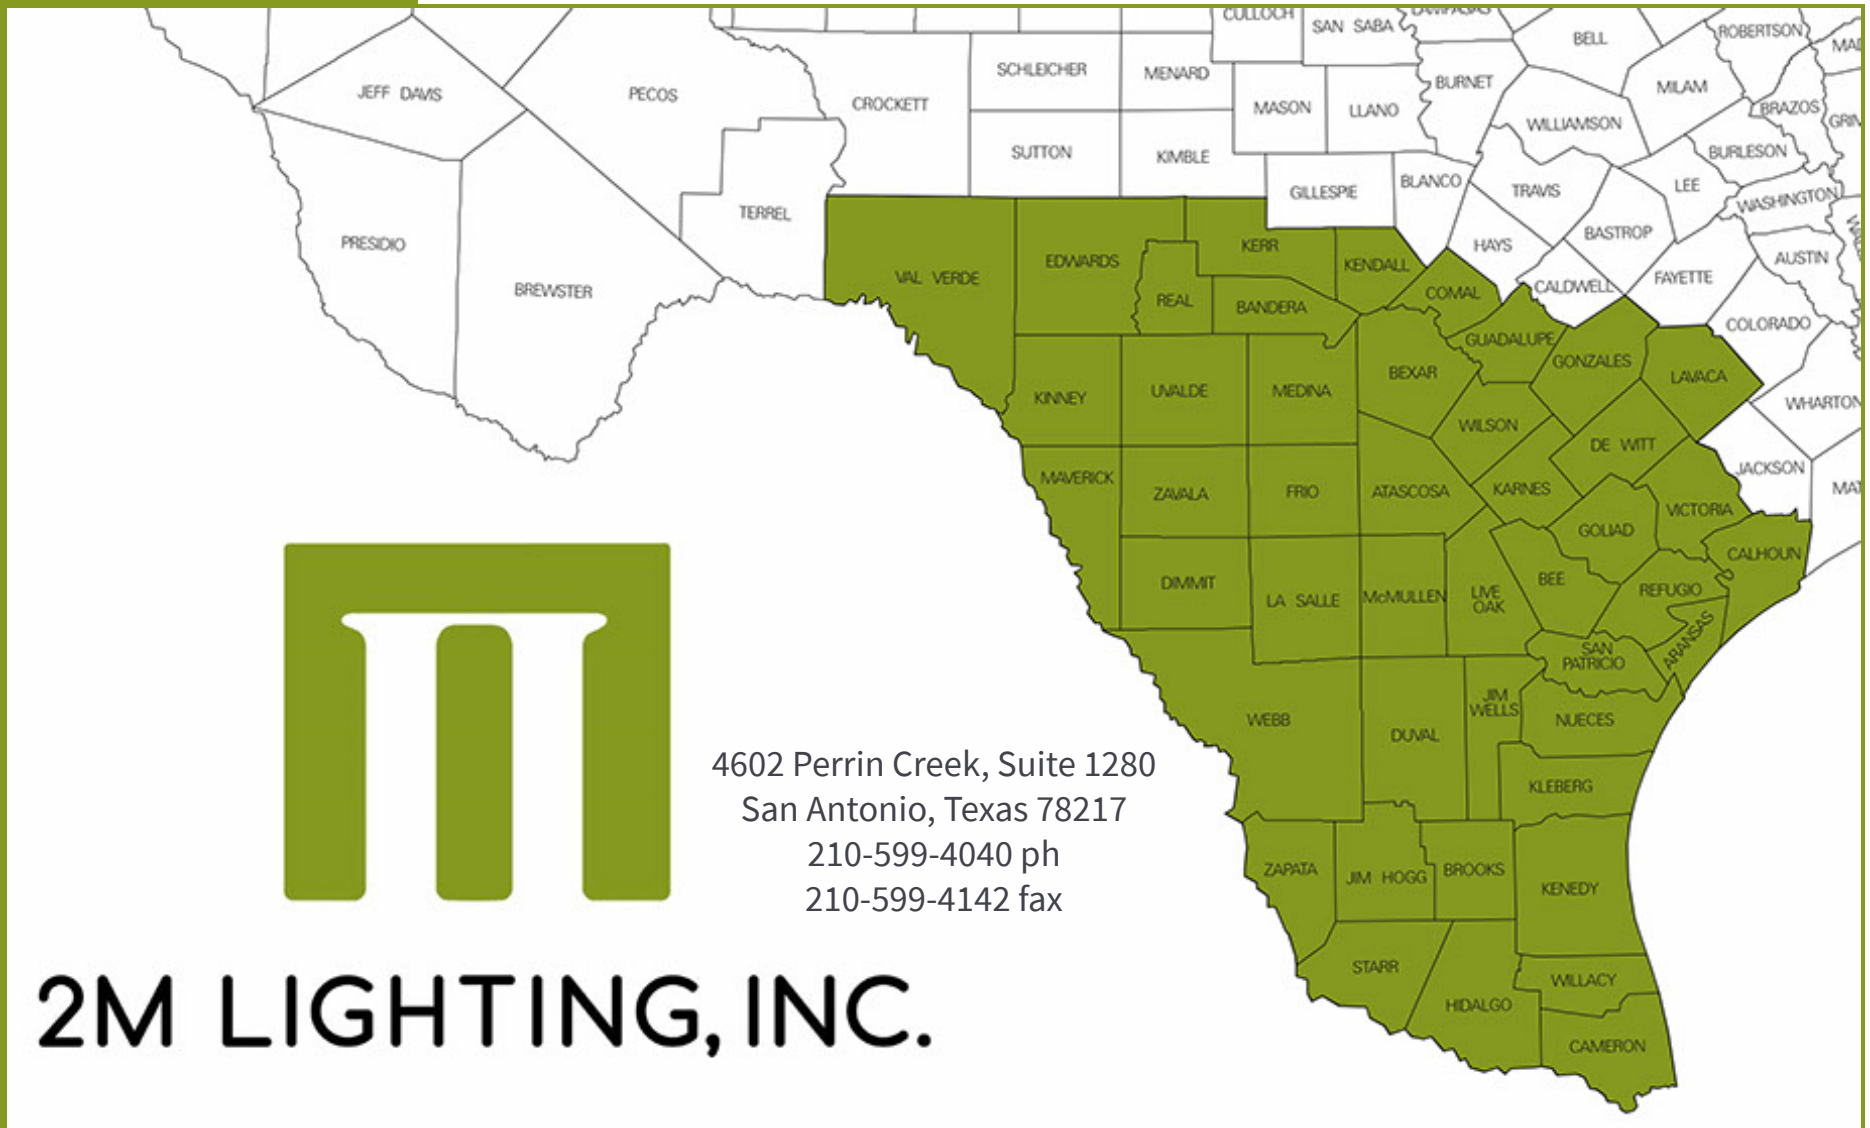 CULLOCH
SAN SABA
LAMPASAS
BELL
ROBERTSON
SCHLEICHER
MENARD
BURNET
MILAM
JEFF DAVIS
PECOS
CROCKETT
MASON
LLANO
BRAZOS
WILLIAMSON
SUTTON
KIMBLE
BURLESON
GILLESPIE
BLANCO
TRAVIS
LEE
WASHINGTON
TERREL
PRESIDIO
BREWSTER
HAYS
BASTROP
AUSTIN
CALDWELL
FAYETTE
COLORADO
WHARTON
JACKSON
VAL VERDE
EDWARDS
KERR
KENDALL
REAL
BANDERA
COMAL
GUADALUPE
GONZALES
LAVACA
KINNEY
UVALDE
MEDINA
BEXAR
WILSON
DE WITT
MAVERICK
ZAVALA
FRIO
ATASCOSA
KARNES
VICTORIA
GOLIAD
CALHOUN
DIMMIT
LA SALLE
McMULLEN
LIVE
OAK
BEE
REFUGIO
ARANSAS
SAN
PATRICIO
WEBB
DUVAL
JIM
WELLS
NUECES
KLEBERG
ZAPATA
JIM HOGG
BROOKS
KENEDY
STARR
HIDALGO
WILLACY
CAMERON
4602 Perrin Creek, Suite 1280
San Antonio, Texas 78217
210-599-4040 ph
210-599-4142 fax
2M LIGHTING, INC.